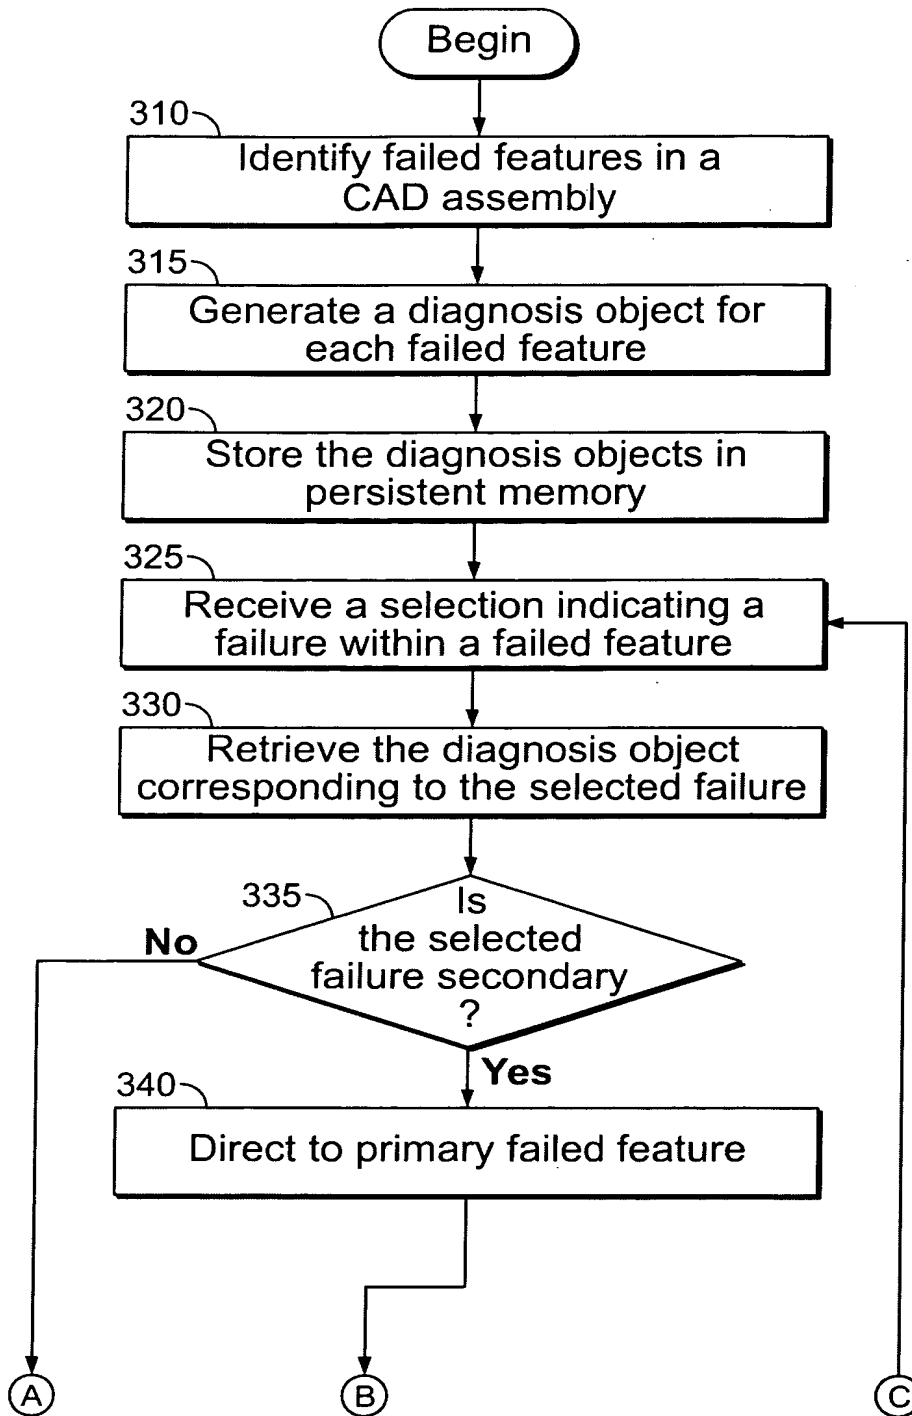 Begin
310
Identify failed features in a
CAD assembly
315
Generate a diagnosis object for
each failed feature
320
Store the diagnosis objects in
persistent memory
325
Receive a selection indicating a
failure within a failed feature
330
Retrieve the diagnosis object
corresponding to the selected failure
335
Is
the selected
failure secondary
?
No
Yes
340
Direct to primary failed feature
A
B
C